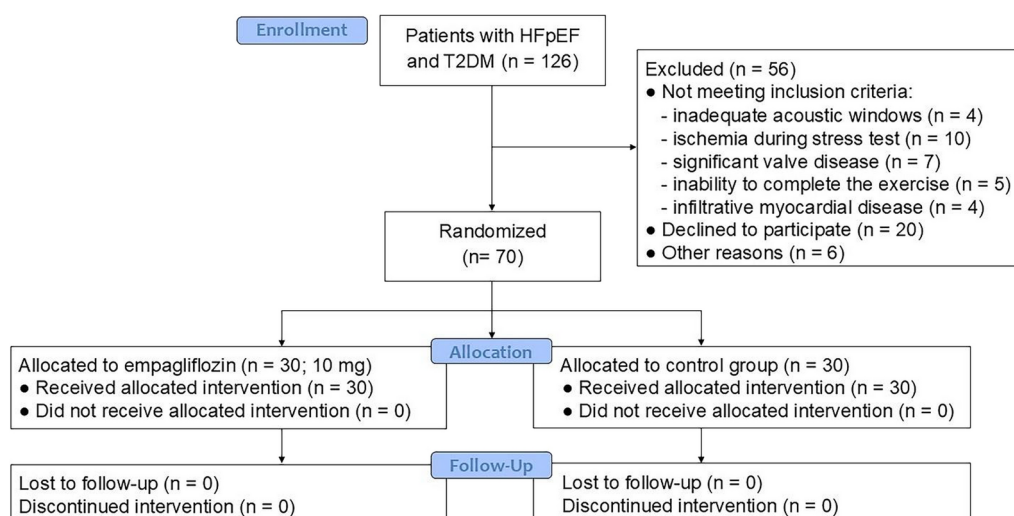 Enrollment
Patients with HFpEF
and T2DM (n = 126)
Excluded (n = 56)
● Not meeting inclusion criteria:
- inadequate acoustic windows (n = 4)
- ischemia during stress test (n = 10)
- significant valve disease (n = 7)
- inability to complete the exercise (n = 5)
- infiltrative myocardial disease (n = 4)
● Declined to participate (n = 20)
● Other reasons (n = 6)
Randomized
(n= 70)
Allocation
Allocated to empagliflozin (n = 30; 10 mg)
● Received allocated intervention (n = 30)
● Did not receive allocated intervention (n = 0)
Allocated to control group (n = 30)
● Received allocated intervention (n = 30)
● Did not receive allocated intervention (n = 0)
Follow-Up
Lost to follow-up (n = 0)
Discontinued intervention (n = 0)
Lost to follow-up (n = 0)
Discontinued intervention (n = 0)